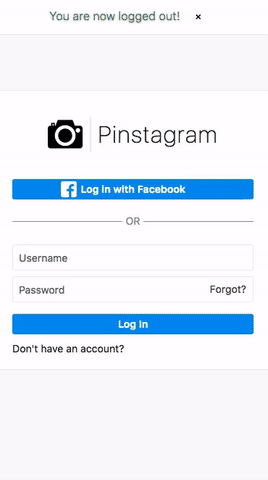 You are now logged out! ×
Pinstagram
Log in with Facebook
OR
Username
Password Forgot?
Log In
Don't have an account?